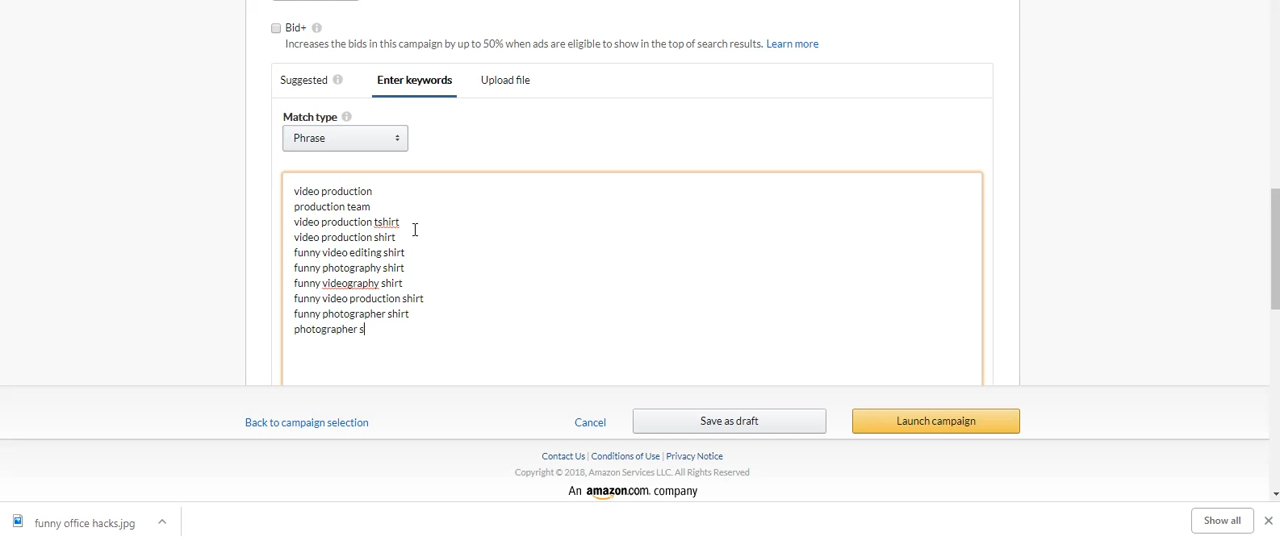 Bid+
Increases the bids in this campaign by up to 50% when ads are eligible to show in the top of search results. Learn more
Suggested Enter keywords Upload file
Match type
Phrase
video production
production team
video production tshirt
video production shirt
funny video editing shirt
funny photography shirt
funny videography shirt
funny video production shirt
funny photographer shirt
photographer s
Back to campaign selection Cancel Save as draft Launch campaign
Contact Us | Conditions of Use | Privacy Notice
Copyright © 2018, Amazon Services LLC. All Rights Reserved
An amazon.com company
funny office hacks.jpg Show all